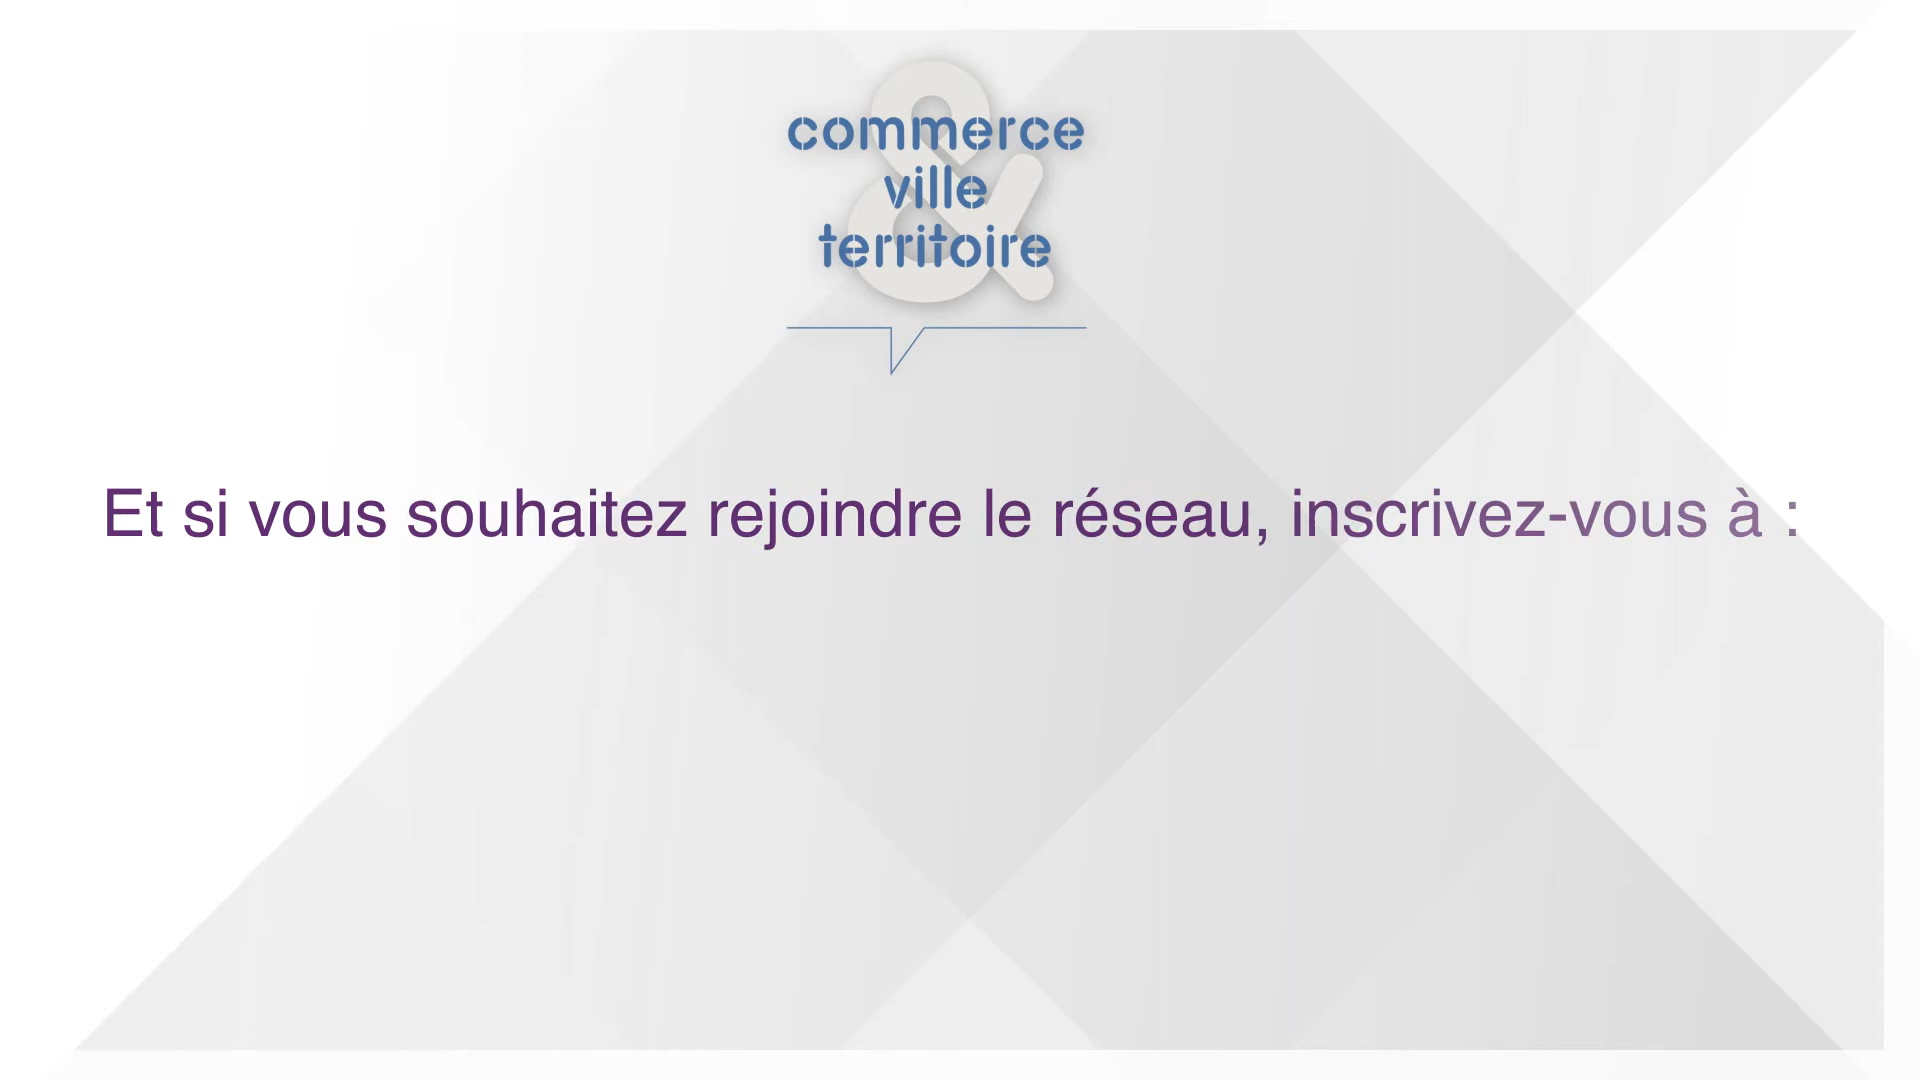 &
commerce
ville
territoire
Et si vous souhaitez rejoindre le réseau, inscrivez-vous à :